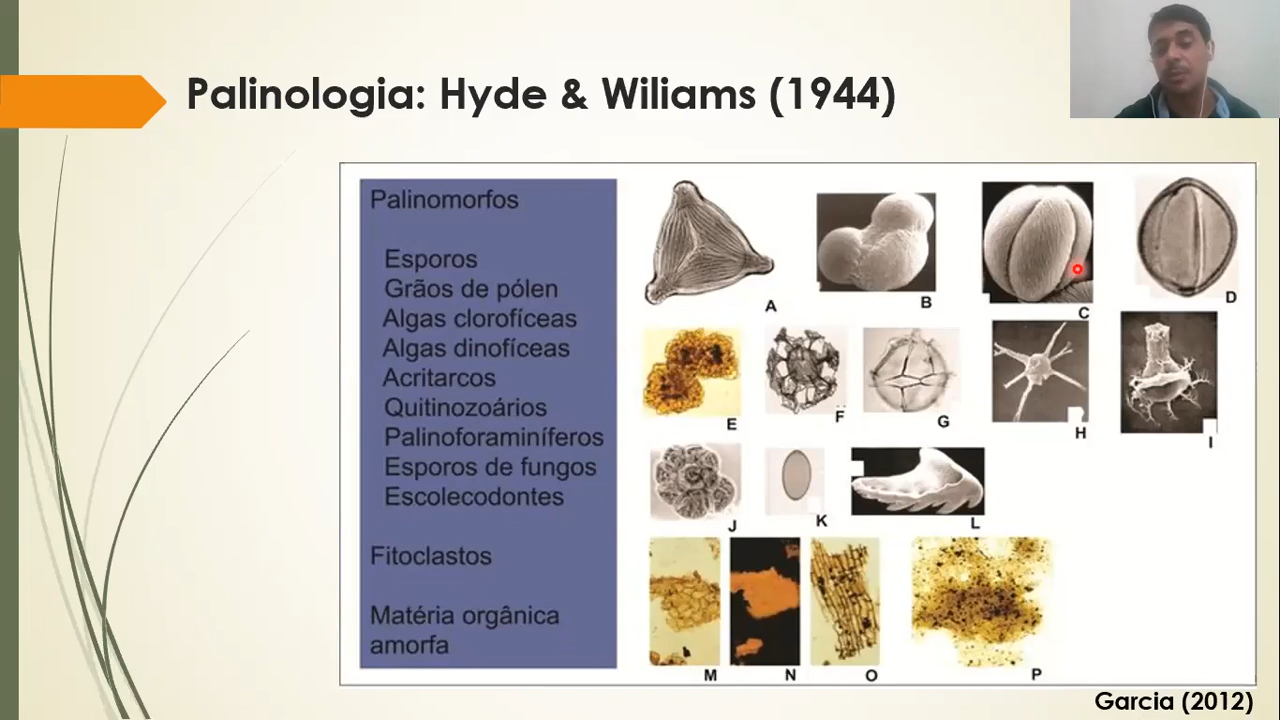 Palinologia: Hyde & Wiliams (1944)
Palinomorfos
Esporos
Grãos de pólen
Algas clorofíceas
Algas dinofíceas
Acritarcos
Quitinozoários
Palinoforaminíferos
Esporos de fungos
Escolecodontes
Fitoclastos
Matéria orgânica
amorfa
A
B
C
D
E
F
G
H
I
J
K
L
M
N
O
P
Garcia (2012)